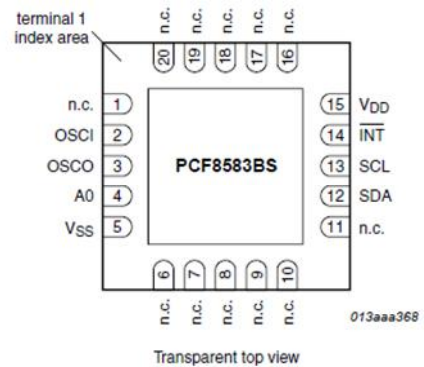 terminal 1
index area
n.c. n.c. n.c. n.c. n.c.
20 19 18 17 16
n.c. 1 15 VDD
OSCI 2 14 INT
OSCO 3 PCF8583BS 13 SCL
A0 4 12 SDA
VSS 5 11 n.c.
6 7 8 9 10
n.c. n.c. n.c. n.c. n.c.
013aaa368
Transparent top view